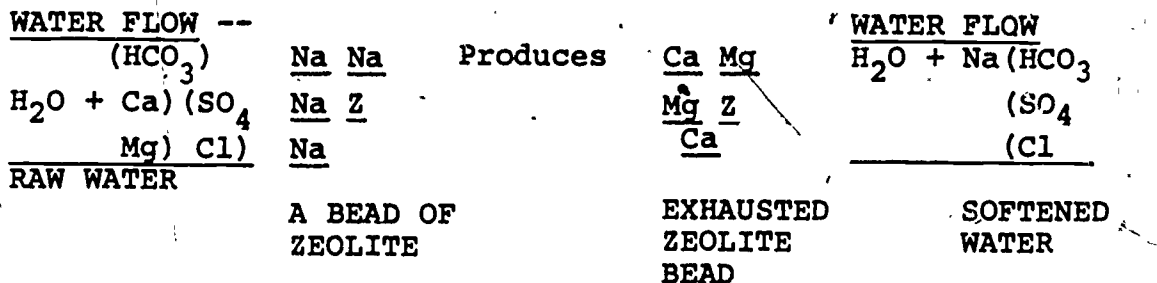 WATER FLOW -- WATER FLOW
(HCO3) Na Na Produces Ca Mg H2O + Na(HCO3
H2O + Ca)(SO4 Na Z Mg Z (SO4
Mg) Cl) Na Ca (Cl
RAW WATER
A BEAD OF EXHAUSTED SOFTENED
ZEOLITE ZEOLITE WATER
BEAD